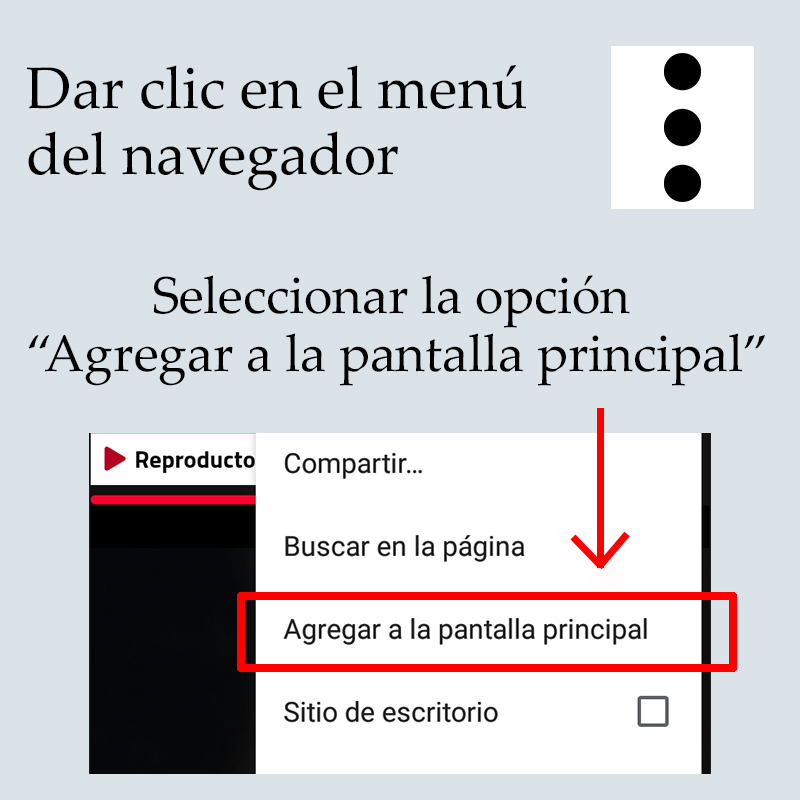 Dar clic en el menú
del navegador
Seleccionar la opción
“Agregar a la pantalla principal”
Reproducto
Compartir...
Buscar en la página
Agregar a la pantalla principal
Sitio de escritorio